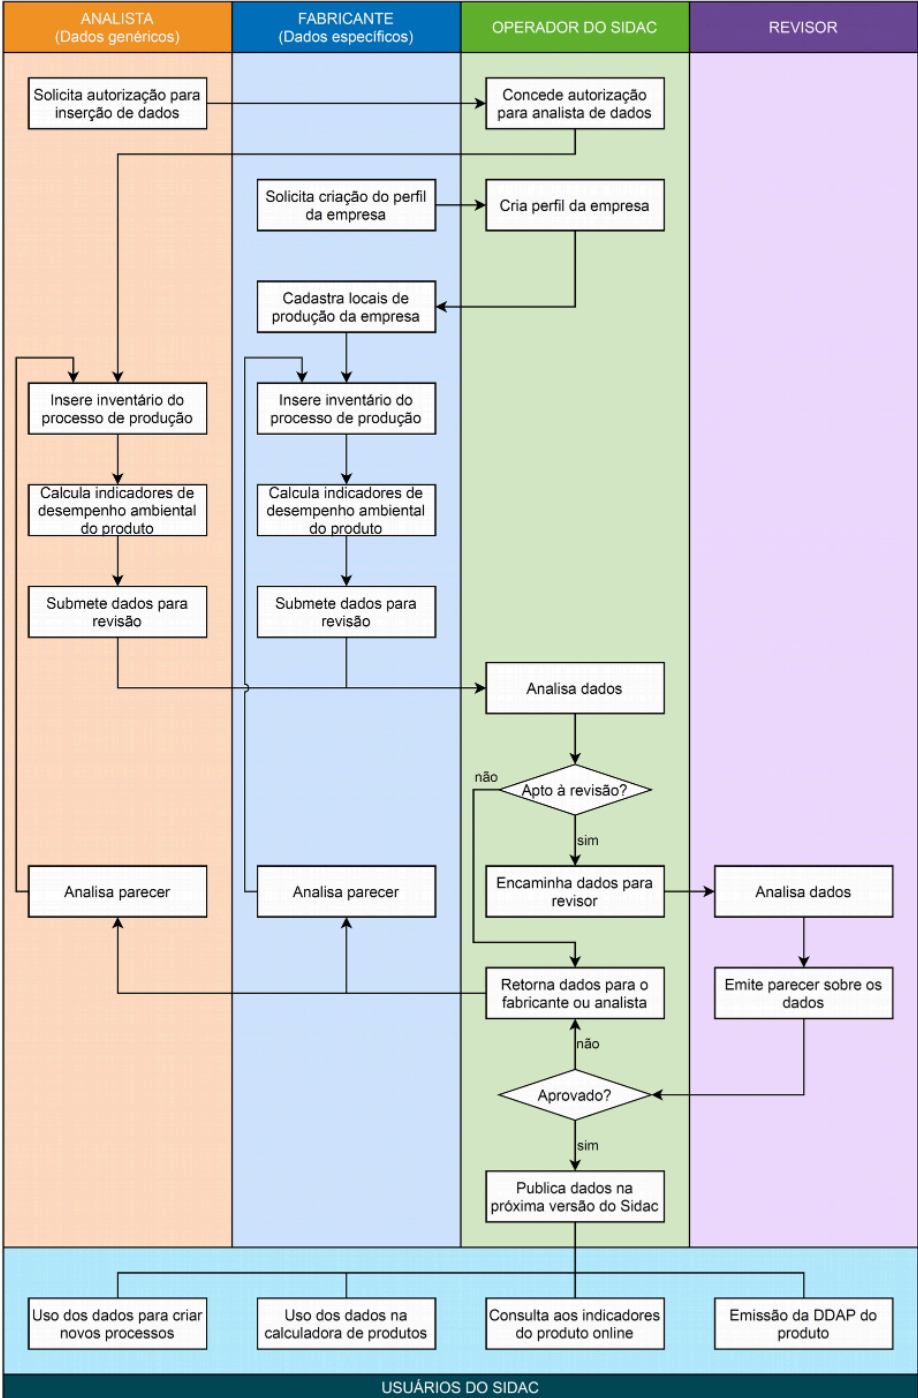 ANALISTA
(Dados genéricos)
FABRICANTE
(Dados específicos)
OPERADOR DO SIDAC
REVISOR
Solicita autorização para
inserção de dados
Concede autorização
para analista de dados
Solicita criação do perfil
da empresa
Cria perfil da empresa
Cadastra locais de
produção da empresa
Insere inventário do
processo de produção
Insere inventário do
processo de produção
Calcula indicadores de
desempenho ambiental
do produto
Calcula indicadores de
desempenho ambiental
do produto
Submete dados para
revisão
Submete dados para
revisão
Analisa dados
não
Apto à revisão?
sim
Analisa parecer
Analisa parecer
Encaminha dados para
revisor
Analisa dados
Retorna dados para o
fabricante ou analista
Emite parecer sobre os
dados
não
Aprovado?
sim
Publica dados na
próxima versão do Sidac
Uso dos dados para criar
novos processos
Uso dos dados na
calculadora de produtos
Consulta aos indicadores
do produto online
Emissão da DDAP do
produto
USUÁRIOS DO SIDAC